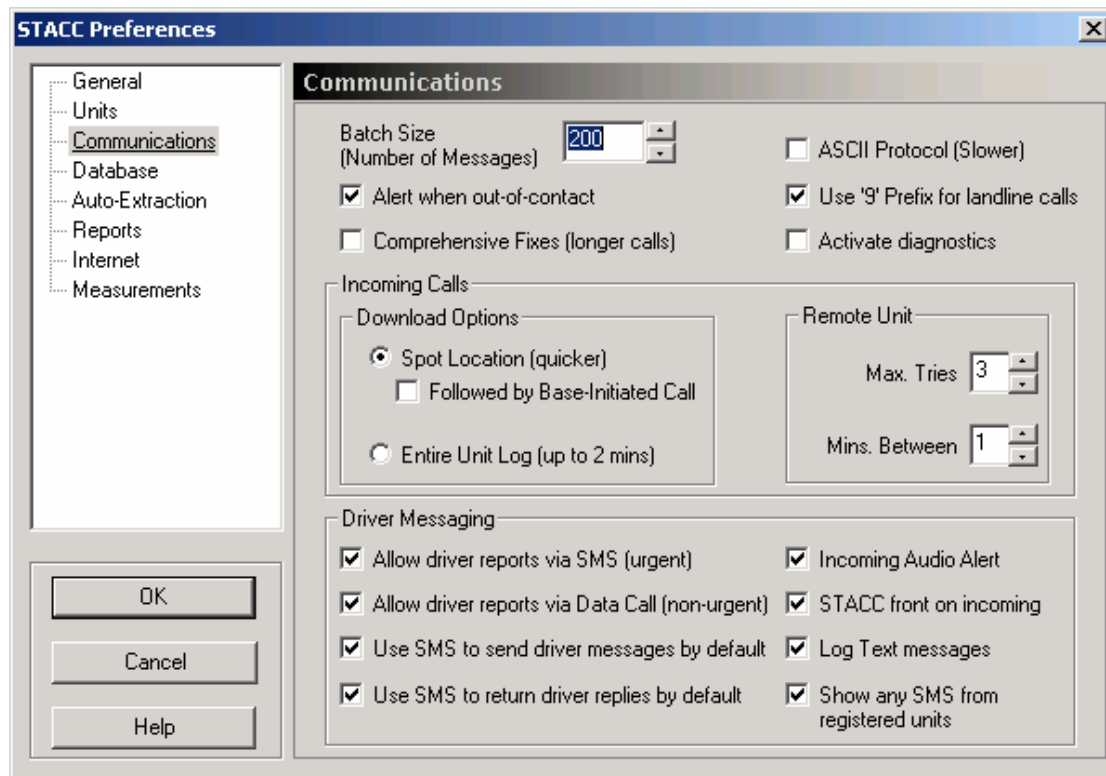 STACC Preferences
General
Units
Communications
Database
Auto-Extraction
Reports
Internet
Measurements
OK
Cancel
Help
Communications
Batch Size
(Number of Messages)
200
ASCII Protocol (Slower)
Alert when out-of-contact
Use '9' Prefix for landline calls
Comprehensive Fixes (longer calls)
Activate diagnostics
Incoming Calls
Download Options
Spot Location (quicker)
Followed by Base-Initiated Call
Entire Unit Log (up to 2 mins)
Remote Unit
Max. Tries
3
Mins. Between
1
Driver Messaging
Allow driver reports via SMS (urgent)
Allow driver reports via Data Call (non-urgent)
Use SMS to send driver messages by default
Use SMS to return driver replies by default
Incoming Audio Alert
STACC front on incoming
Log Text messages
Show any SMS from
registered units